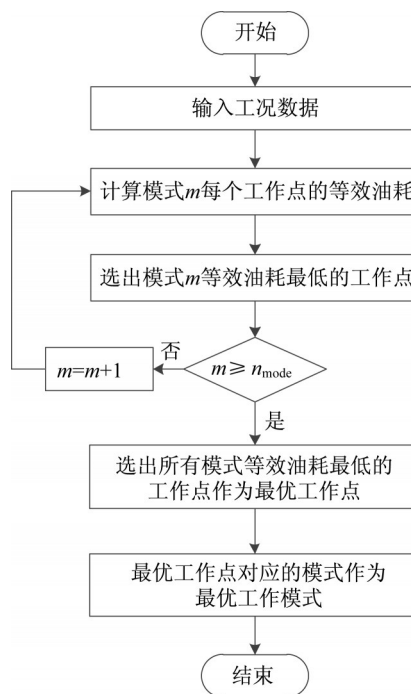 开始
输入工况数据
计算模式m每个工作点的等效油耗
选出模式m等效油耗最低的工作点
否
m=m+1
m≥nmode
是
选出所有模式等效油耗最低的
工作点作为最优工作点
最优工作点对应的模式作为
最优工作模式
结束